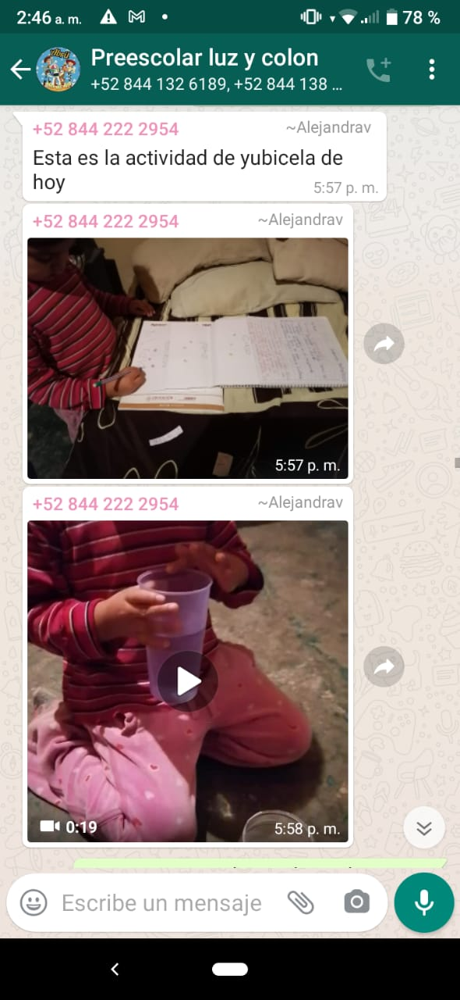 2:46 a. m.
78 %
Preescolar luz y colon
+52 844 132 6189, +52 844 138 ...
+52 844 222 2954
~Alejandrav
Esta es la actividad de yubicela de
hoy
5:57 p. m.
+52 844 222 2954
~Alejandrav
5:57 p. m.
+52 844 222 2954
~Alejandrav
0:19
5:58 p. m.
Escribe un mensaje